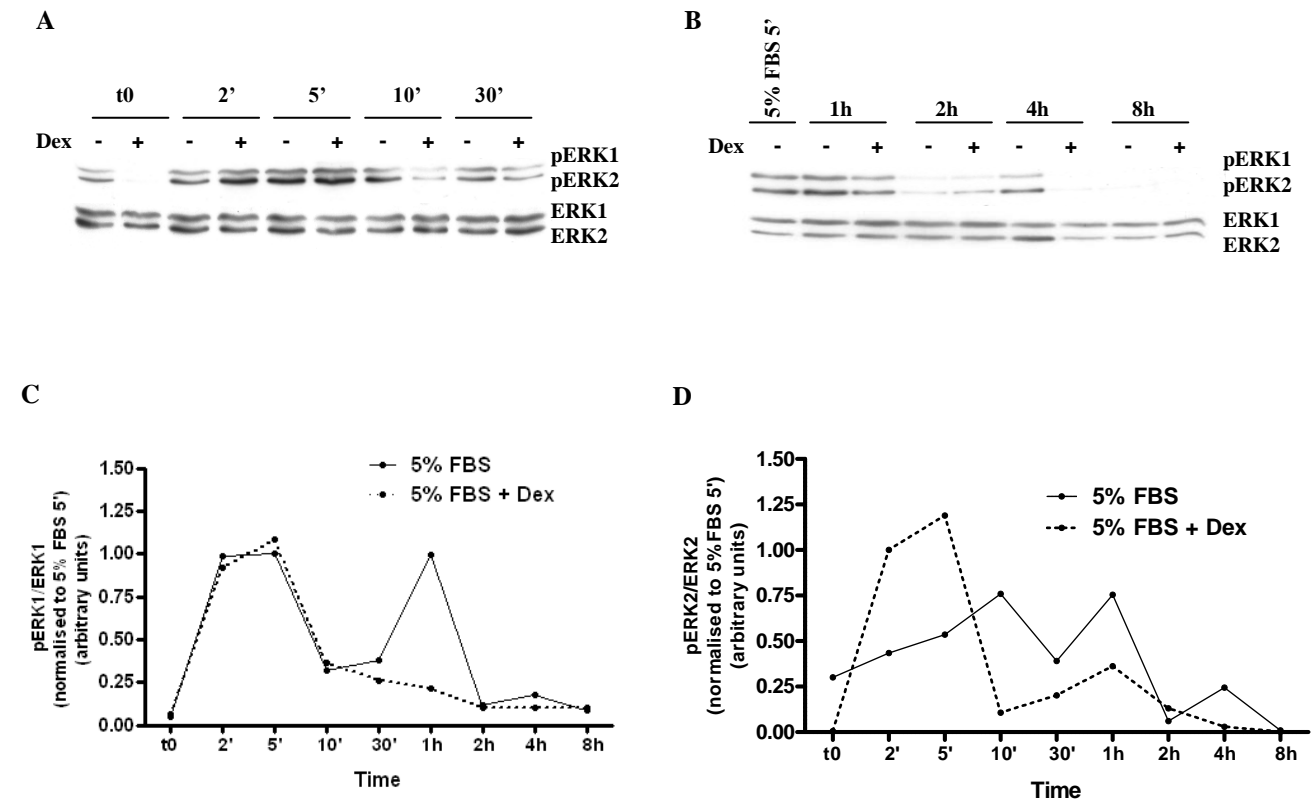 A
t0 2' 5' 10' 30'
Dex - + - + - + - + - +
pERK1
pERK2
ERK1
ERK2
B
5% FBS 5'
1h 2h 4h 8h
Dex - - + - + - + - +
pERK1
pERK2
ERK1
ERK2
C
pERK1/ERK1
(normalised to 5% FBS 5')
(arbitrary units)
1.50
1.25
1.00
0.75
0.50
0.25
0.00
5% FBS
5% FBS + Dex
t0 2' 5' 10' 30' 1h 2h 4h 8h
Time
D
pERK2/ERK2
(normalised to 5% FBS 5')
(arbitrary units)
1.50
1.25
1.00
0.75
0.50
0.25
0.00
5% FBS
5% FBS + Dex
t0 2' 5' 10' 30' 1h 2h 4h 8h
Time